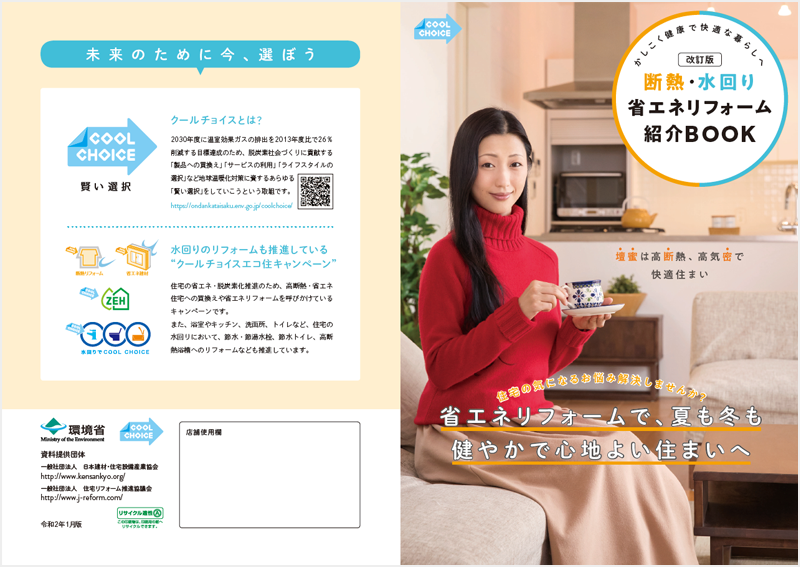 未来のために今、選ぼう
COOL
CHOICE
賢い選択
クールチョイスとは?
2030年度に温室効果ガスの排出を2013年度比で26%
削減する目標達成のため、脱炭素社会づくりに貢献する
「製品への買換え」「サービスの利用」「ライフスタイルの
選択」など地球温暖化対策に資するあらゆる
「賢い選択」をしていこうという取組です。
https://ondankataisaku.env.go.jp/coolchoice/
断熱リフォーム
省エネ建材
ZEH
水回りでCOOL CHOICE
水回りのリフォームも推進している
“クールチョイスエコ住キャンペーン”
住宅の省エネ・脱炭素化推進のため、高断熱・省エネ
住宅への買換えや省エネリフォームを呼びかけている
キャンペーンです。
また、浴室やキッチン、洗面所、トイレなど、住宅の
水回りにおいて、節水・節湯水栓、節水トイレ、高断
熱浴槽へのリフォームなども推進しています。
環境省
Ministry of the Environment
COOL
CHOICE
資料提供団体
一般社団法人 日本建材・住宅設備産業協会
http://www.kensankyo.org/
一般社団法人 住宅リフォーム推進協議会
http://www.j-reform.com/
令和2年1月版
リサイクル適性 A
この印刷物は、印刷用の紙へ
リサイクルできます。
店舗使用欄
COOL
CHOICE
かしこく健康で快適な暮らしへ
改訂版
断熱・水回り
省エネリフォーム
紹介BOOK
壇蜜は高断熱、高気密で
快適住まい
住宅の気になるお悩み解決しませんか?
省エネリフォームで、夏も冬も
健やかで心地よい住まいへ